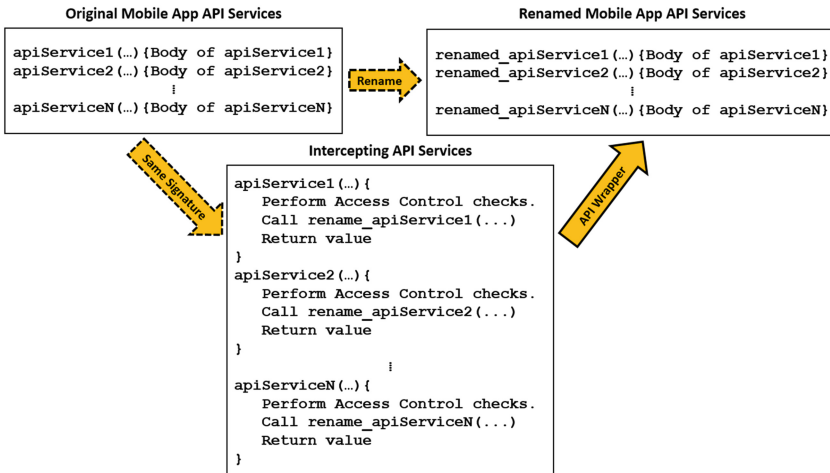 Original Mobile App API Services
apiService1(…){Body of apiService1}
apiService2(…){Body of apiService2}
⋮
apiServiceN(…){Body of apiServiceN}
Rename
Renamed Mobile App API Services
renamed_apiService1(…){Body of apiService1}
renamed_apiService2(…){Body of apiService2}
⋮
renamed_apiServiceN(…){Body of apiServiceN}
Same Signature
Intercepting API Services
apiService1(…){
Perform Access Control checks.
Call rename_apiService1(...)
Return value
}
apiService2(…){
Perform Access Control checks.
Call rename_apiService2(...)
Return value
}
⋮
apiServiceN(…){
Perform Access Control checks.
Call rename_apiServiceN(...)
Return value
}
API Wrapper